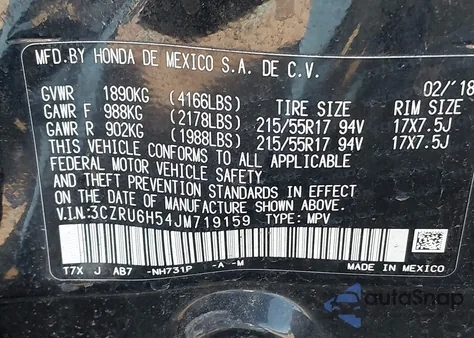 MFD.BY HONDA DE MEXICO S.A. DE C.V.
02/'18
GVWR 1890KG (4166LBS) TIRE SIZE RIM SIZE
GAWR F 988KG (2178LBS) 215/55R17 94V 17X7.5J
GAWR R 902KG (1988LBS) 215/55R17 94V 17X7.5J
THIS VEHICLE CONFORMS TO ALL APPLICABLE
FEDERAL MOTOR VEHICLE SAFETY
AND THEFT PREVENTION STANDARDS IN EFFECT
ON THE DATE OF MANUFACTURE SHOWN ABOVE.
V.I.N:3CZRU6H54JM719159 TYPE: MPV
T7X J AB7 -NH731P -A -M MADE IN MEXICO
autoSnap